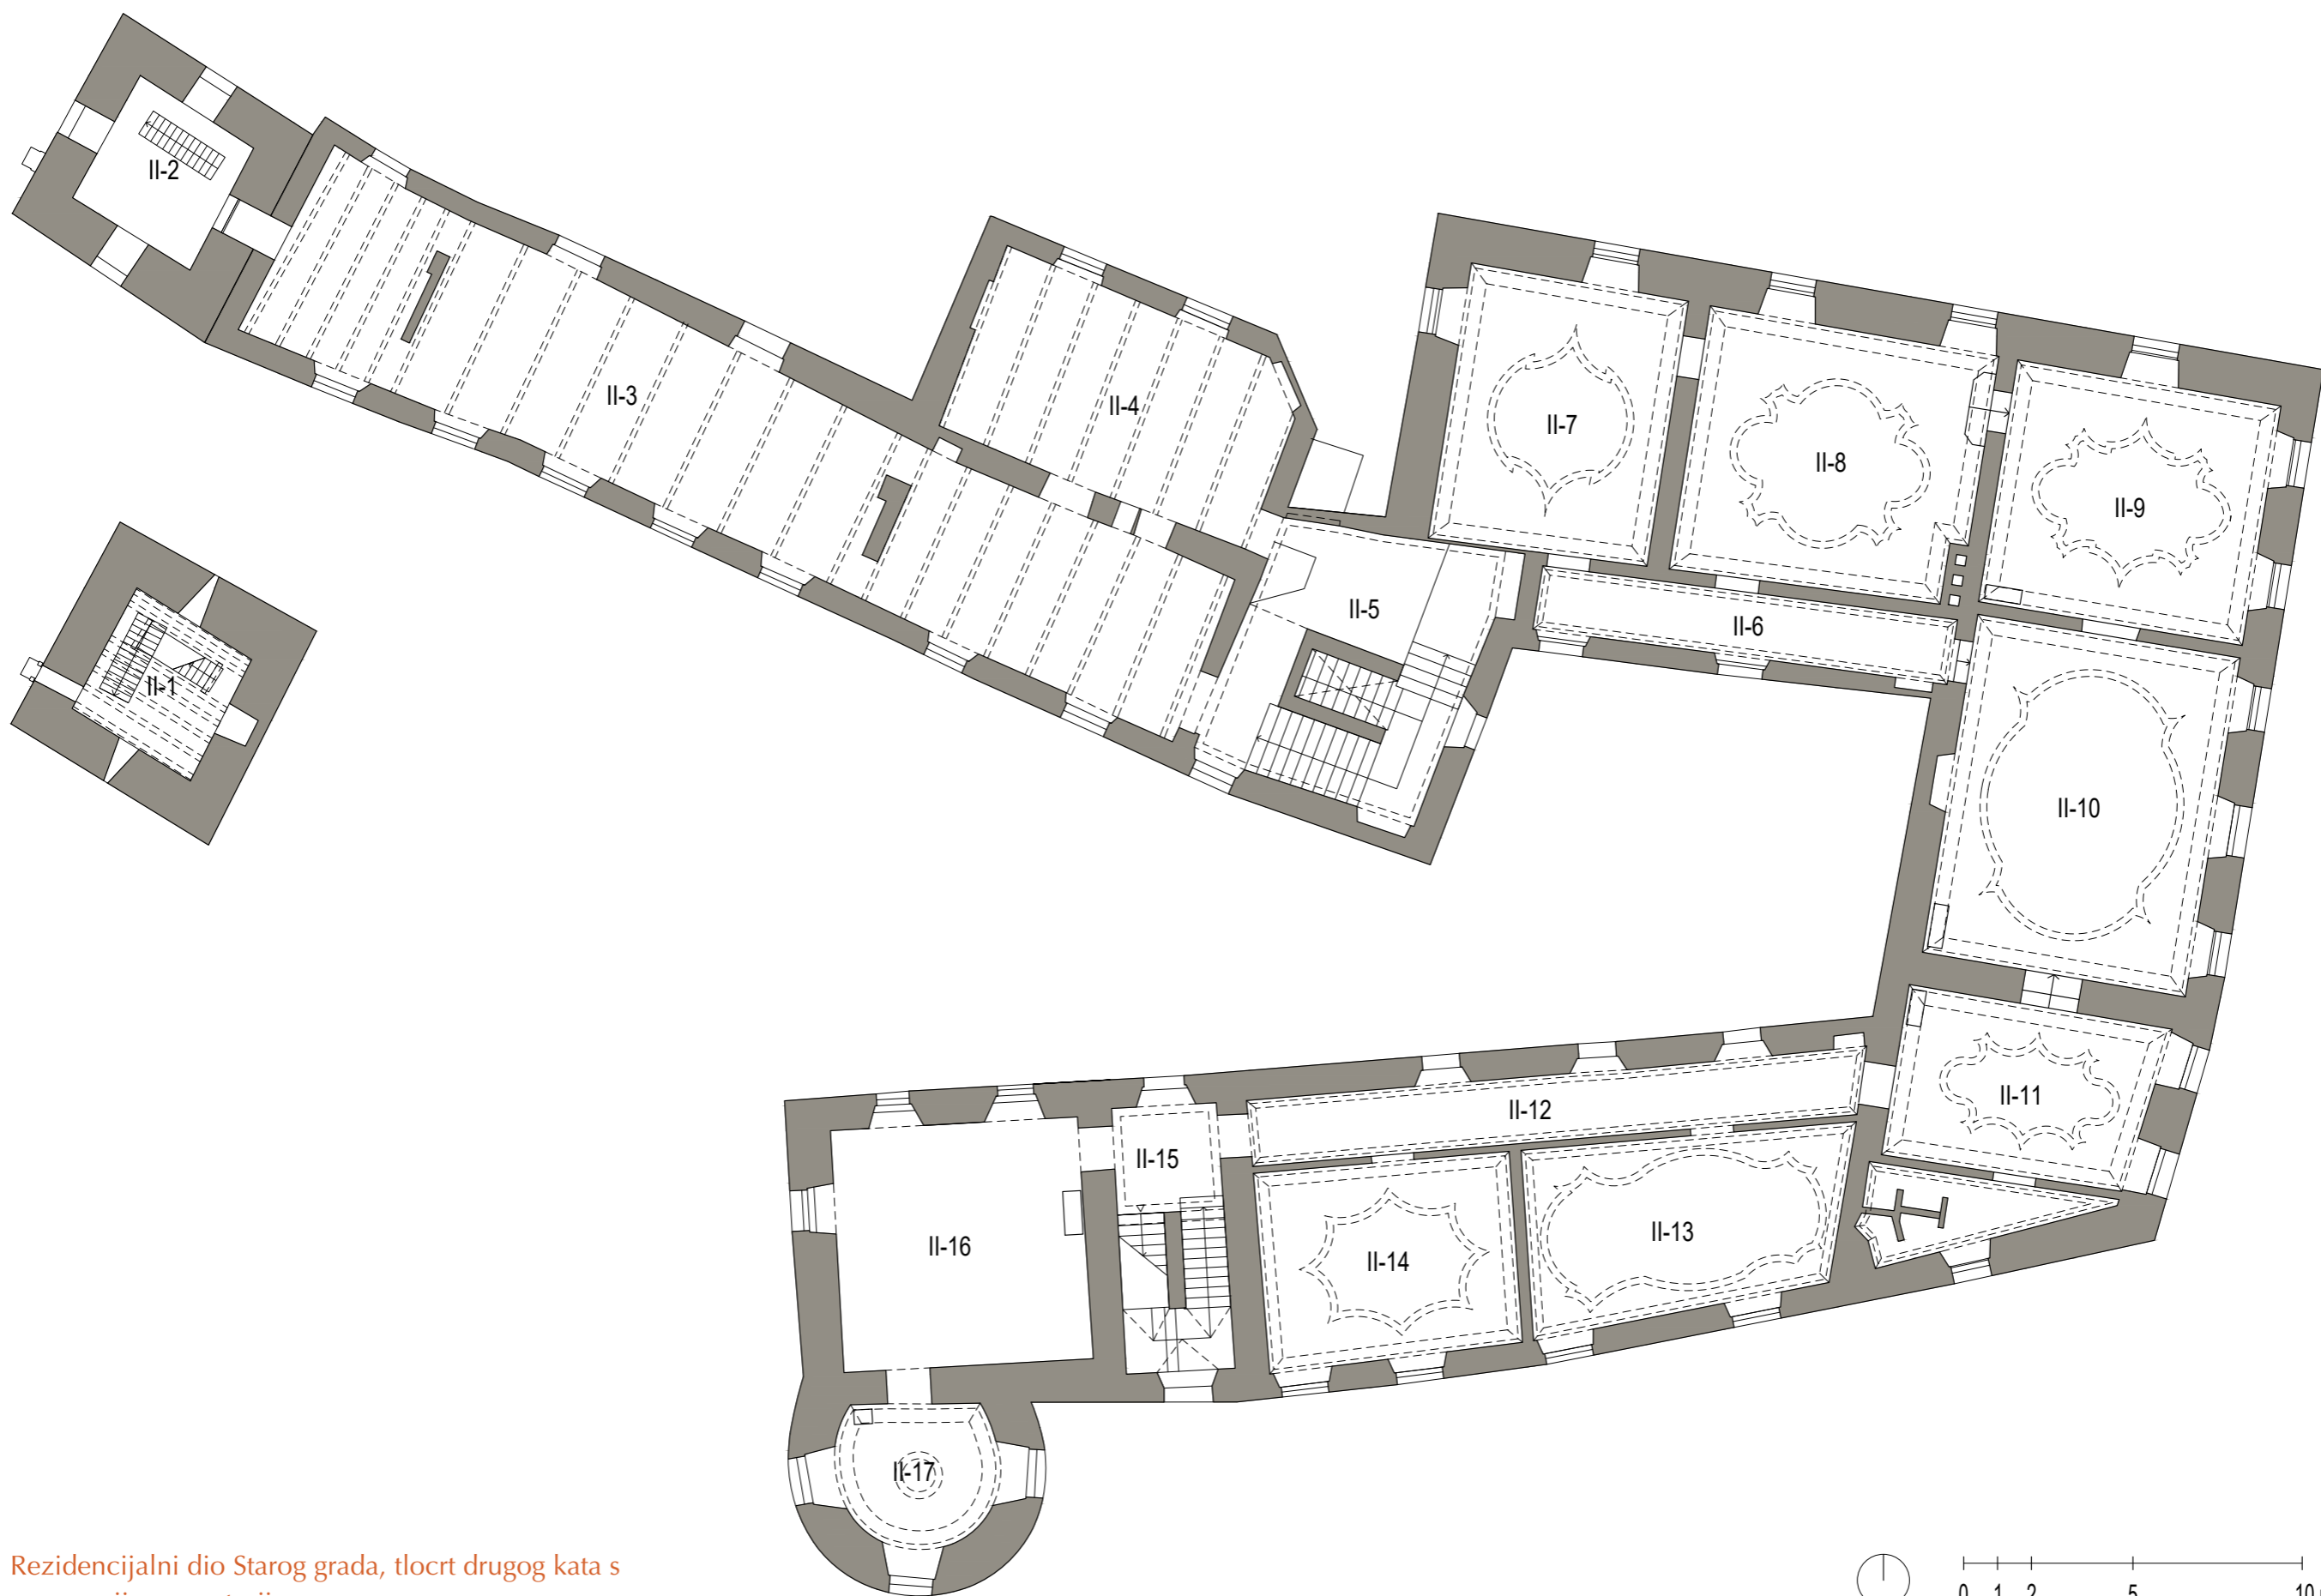 II-2
II-3
II-4
II-7
II-8
II-9
II-5
II-6
II-1
II-10
II-11
II-12
II-15
II-13
II-16
II-14
II-17
Rezidencijalni dio Starog grada, tlocrt drugog kata s
0 1 2 5 10